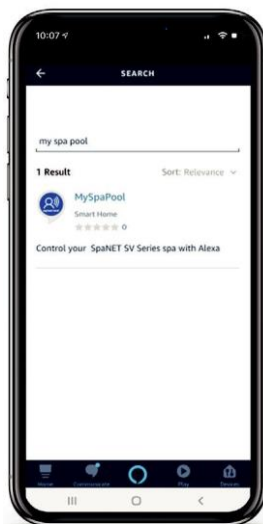 10:07
SEARCH
my spa pool
1 Result Sort: Relevance
MySpaPool
Smart Home
0
Control your SpaNET SV Series spa with Alexa
Home Communicate Play Devices